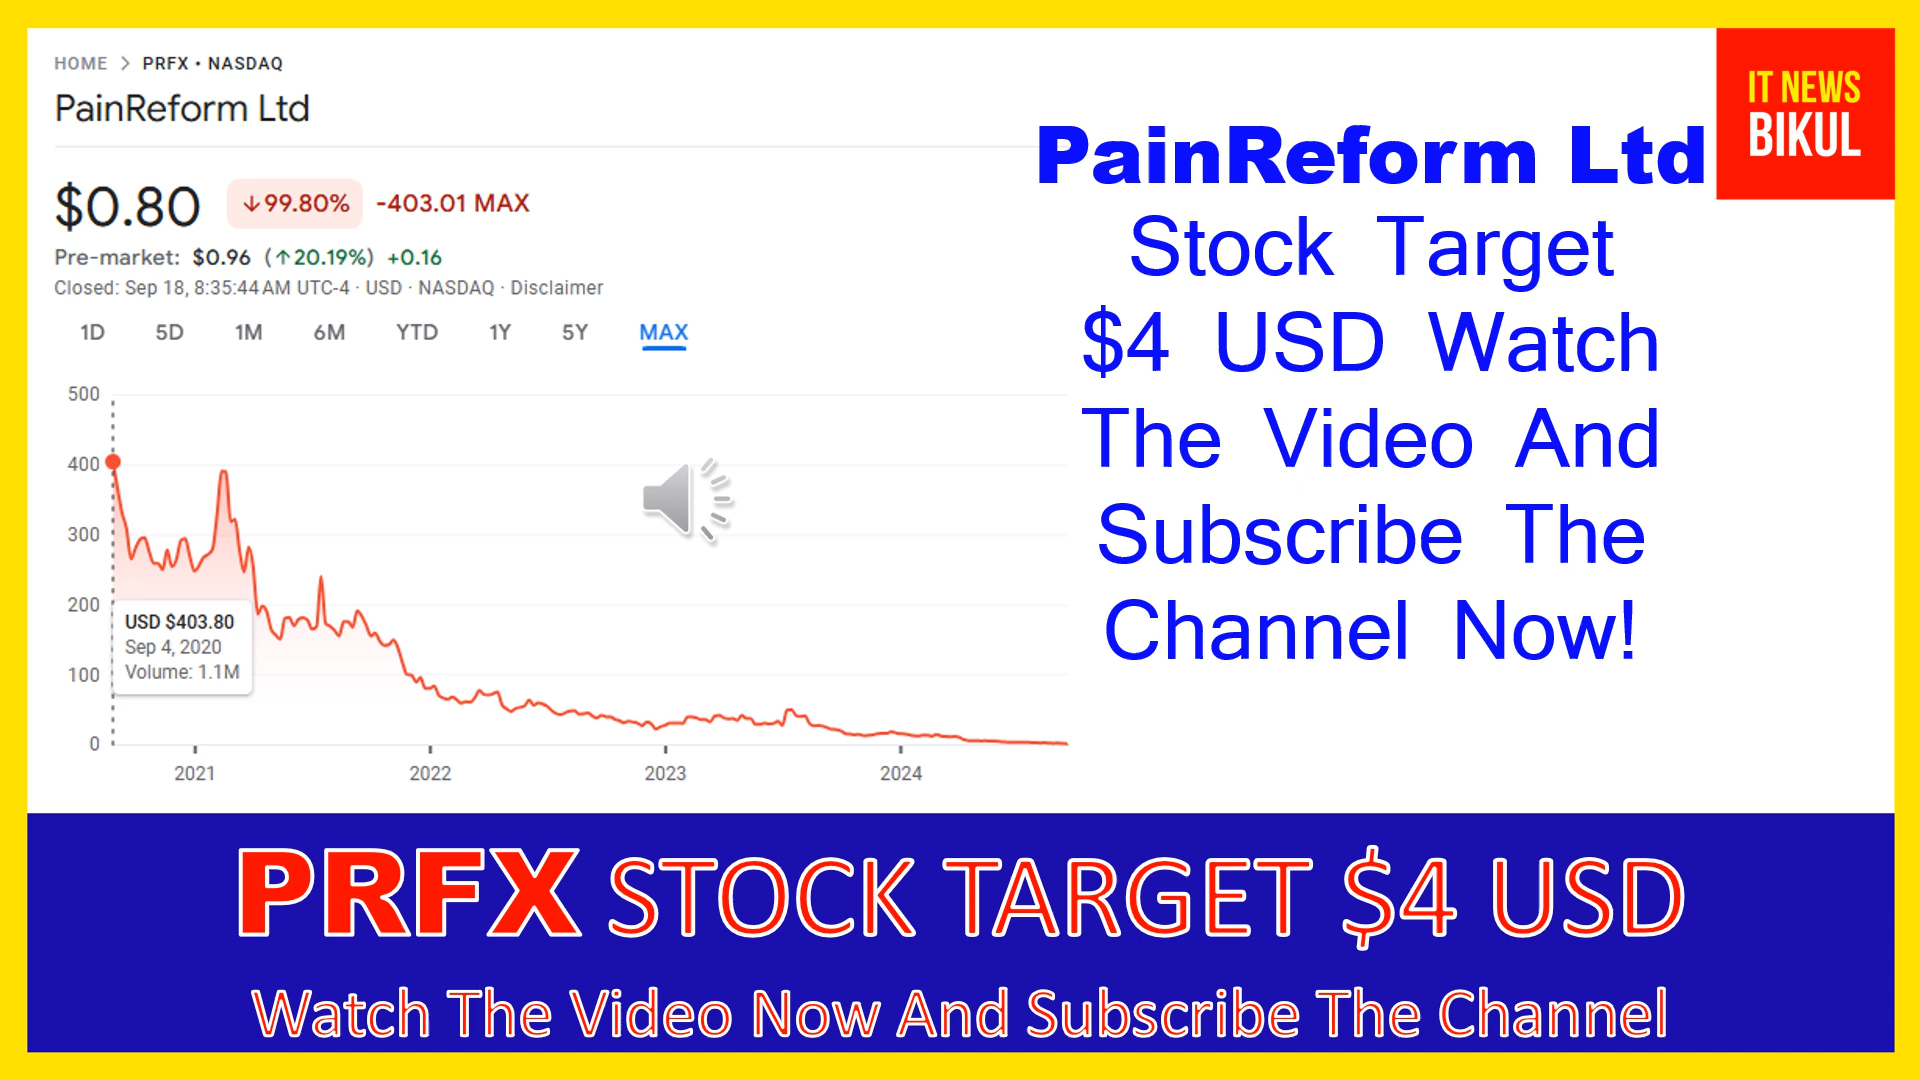 HOME > PRFX • NASDAQ
PainReform Ltd
$0.80 ↓99.80% -403.01 MAX
Pre-market: $0.96 (↑20.19%) +0.16
Closed: Sep 18, 8:35:44 AM UTC-4 · USD · NASDAQ · Disclaimer
1D 5D 1M 6M YTD 1Y 5Y MAX
500
400
300
200
100
0
USD $403.80
Sep 4, 2020
Volume: 1.1M
2021 2022 2023 2024
PainReform Ltd
Stock Target
$4 USD Watch
The Video And
Subscribe The
Channel Now!
IT NEWS
BIKUL
PRFX STOCK TARGET $4 USD
Watch The Video Now And Subscribe The Channel